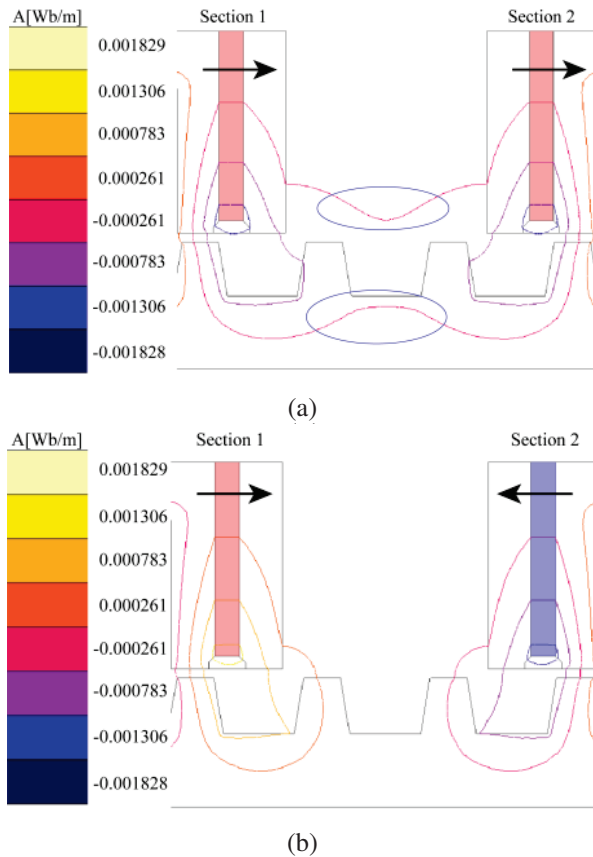 A[Wb/m]
Section 1
Section 2
0.001829
0.001306
0.000783
0.000261
-0.000261
-0.000783
-0.001306
-0.001828
(a)
A[Wb/m]
Section 1
Section 2
0.001829
0.001306
0.000783
0.000261
-0.000261
-0.000783
-0.001306
-0.001828
(b)